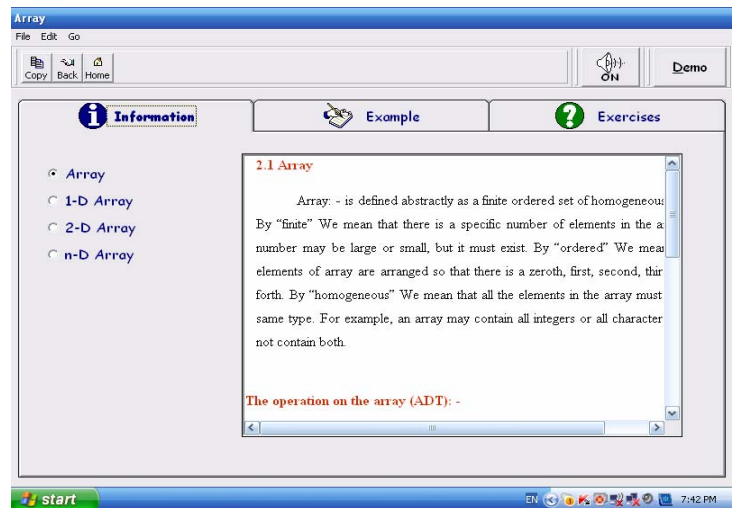 Array
File Edit Go
Copy Back Home
ON
Demo
Information
Example
Exercises
Array
1-D Array
2-D Array
n-D Array
2.1 Array
Array: - is defined abstractly as a finite ordered set of homogeneous
By “finite” We mean that there is a specific number of elements in the a
number may be large or small, but it must exist. By “ordered” We mean
elements of array are arranged so that there is a zeroth, first, second, thir
forth. By “homogeneous” We mean that all the elements in the array must
same type. For example, an array may contain all integers or all character
not contain both.
The operation on the array (ADT): -
start
EN
7:42 PM